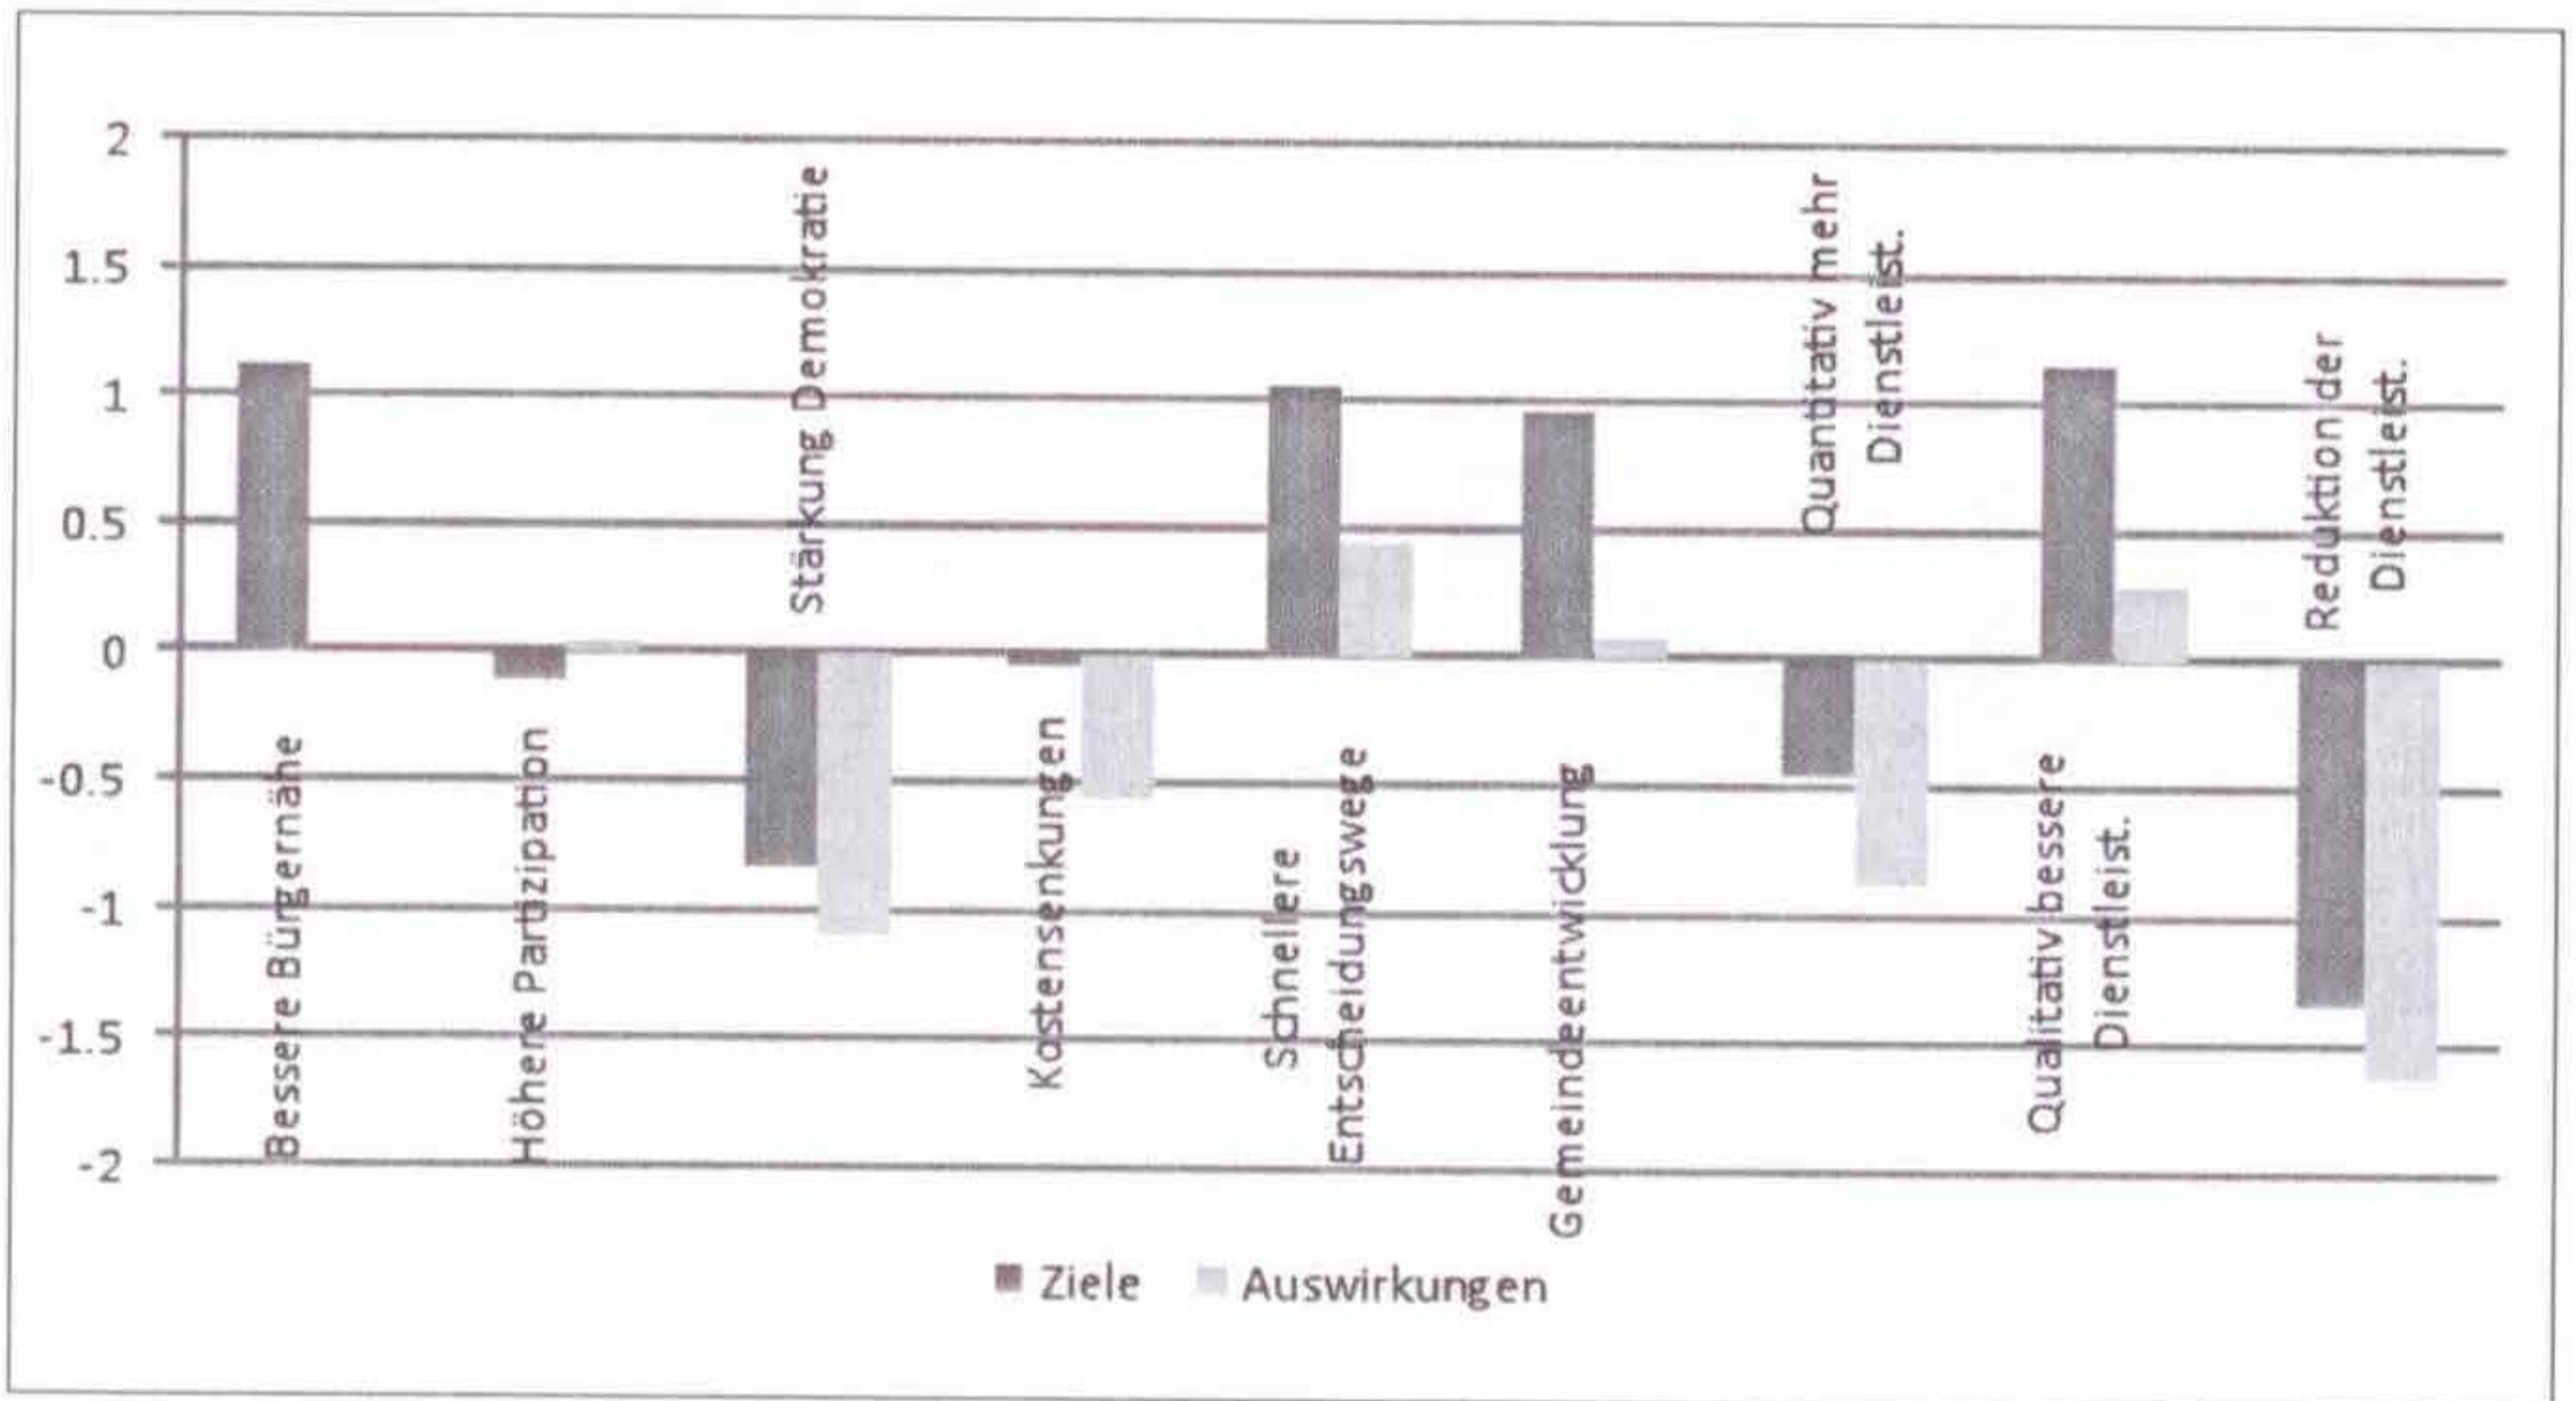 2
1.5
1
0.5
0
-0.5
-1
-1.5
-2
Bessere Bürgernähe
Höhere Partizipation
Stärkung Demokratie
Kostensenkungen
Schnellere
Entscheidungswege
Gemeindeentwicklung
Quantitativ mehr
Dienstleist.
Qualitativ bessere
Dienstleist.
Reduktion der
Dienstleist.
Ziele
Auswirkungen